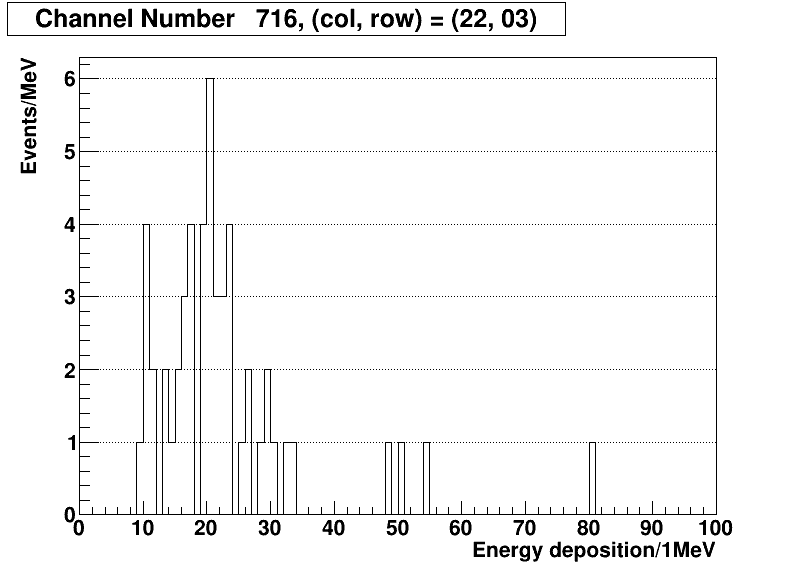 Channel Number 716, (col, row) = (22, 03)
Events/MeV
6
5
4
3
2
1
0
0 10 20 30 40 50 60 70 80 90 100
Energy deposition/1MeV